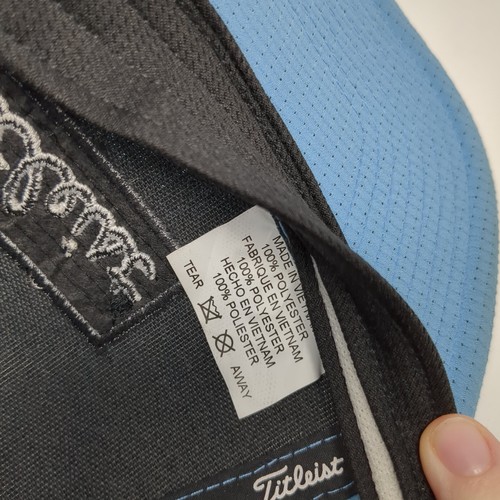 MADE IN VIETNAM
100% POLYESTER
FABRIQUE EN VIETNAM
100% POLYESTER
HECHO EN VIETNAM
100% POLIESTER
TEAR AWAY
Titleist